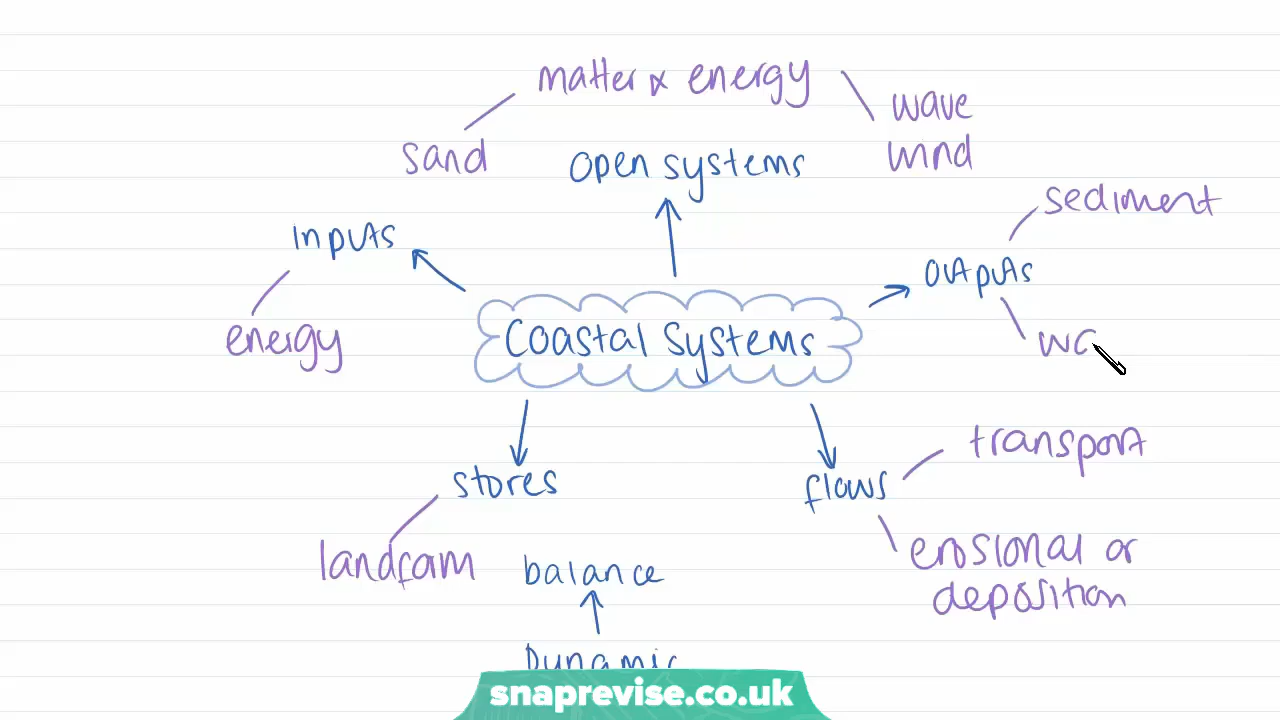 matter & energy
wave
wind
sand
open systems
sediment
inputs
outputs
energy
Coastal Systems
transport
stores
flows
landform
erosional or
deposition
balance
Dynamic
snaprevise.co.uk